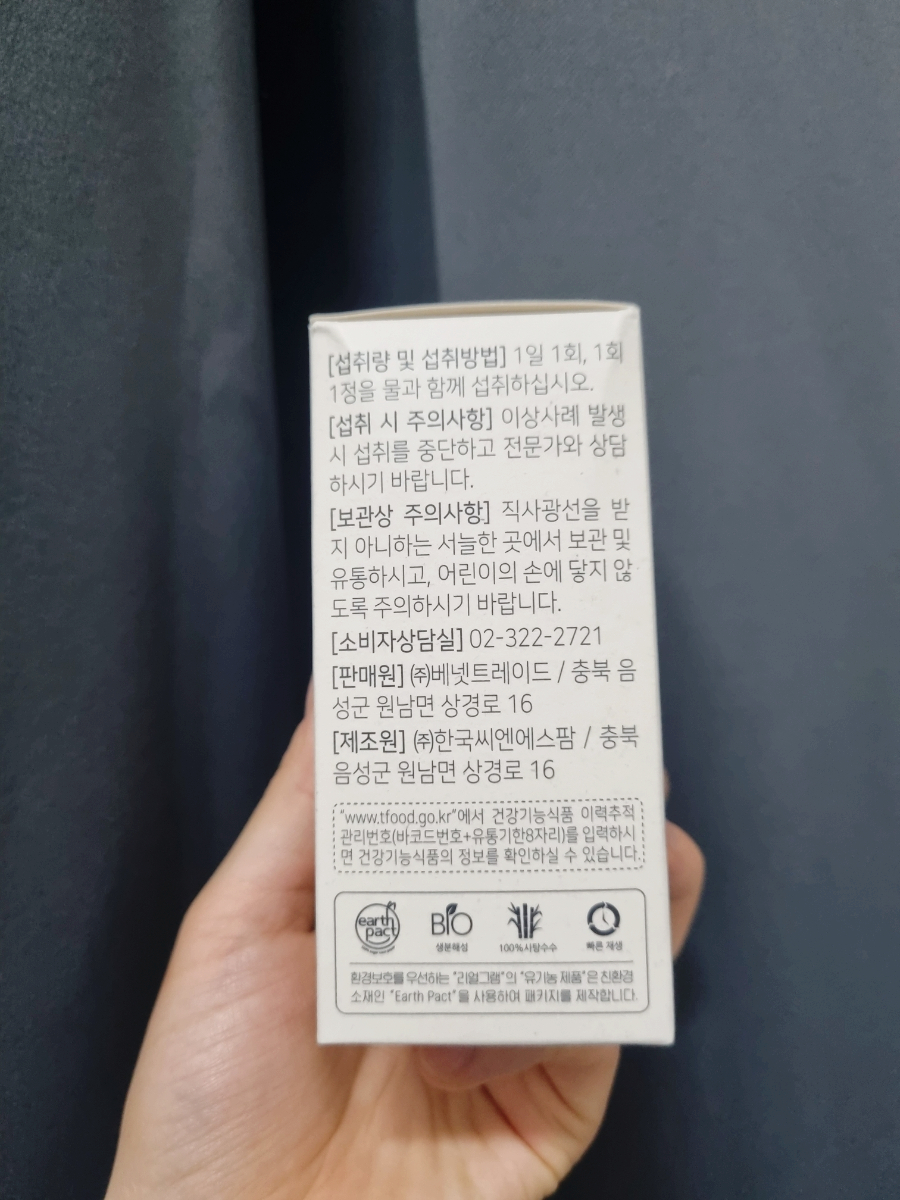 [섭취량 및 섭취방법] 1일 1회, 1회
1정을 물과 함께 섭취하십시오.
[섭취 시 주의사항] 이상사례 발생
시 섭취를 중단하고 전문가와 상담
하시기 바랍니다.
[보관상 주의사항] 직사광선을 받
지 아니하는 서늘한 곳에서 보관 및
유통하시고, 어린이의 손에 닿지 않
도록 주의하시기 바랍니다.
[소비자상담실] 02-322-2721
[판매원] ㈜베넷트레이드 / 충북 음
성군 원남면 상경로 16
[제조원] ㈜한국씨엔에스팜 / 충북
음성군 원남면 상경로 16
"www.tfood.go.kr"에서 건강기능식품 이력추적
관리번호(바코드번호+유통기한8자리)를 입력하시
면 건강기능식품의 정보를 확인하실 수 있습니다.
earth pact
BIO
생분해성
100%사탕수수
빠른 재생
환경보호를 우선하는 "리얼그램"의 "유기농 제품"은 친환경
소재인 "Earth Pact"을 사용하여 패키지를 제작합니다.